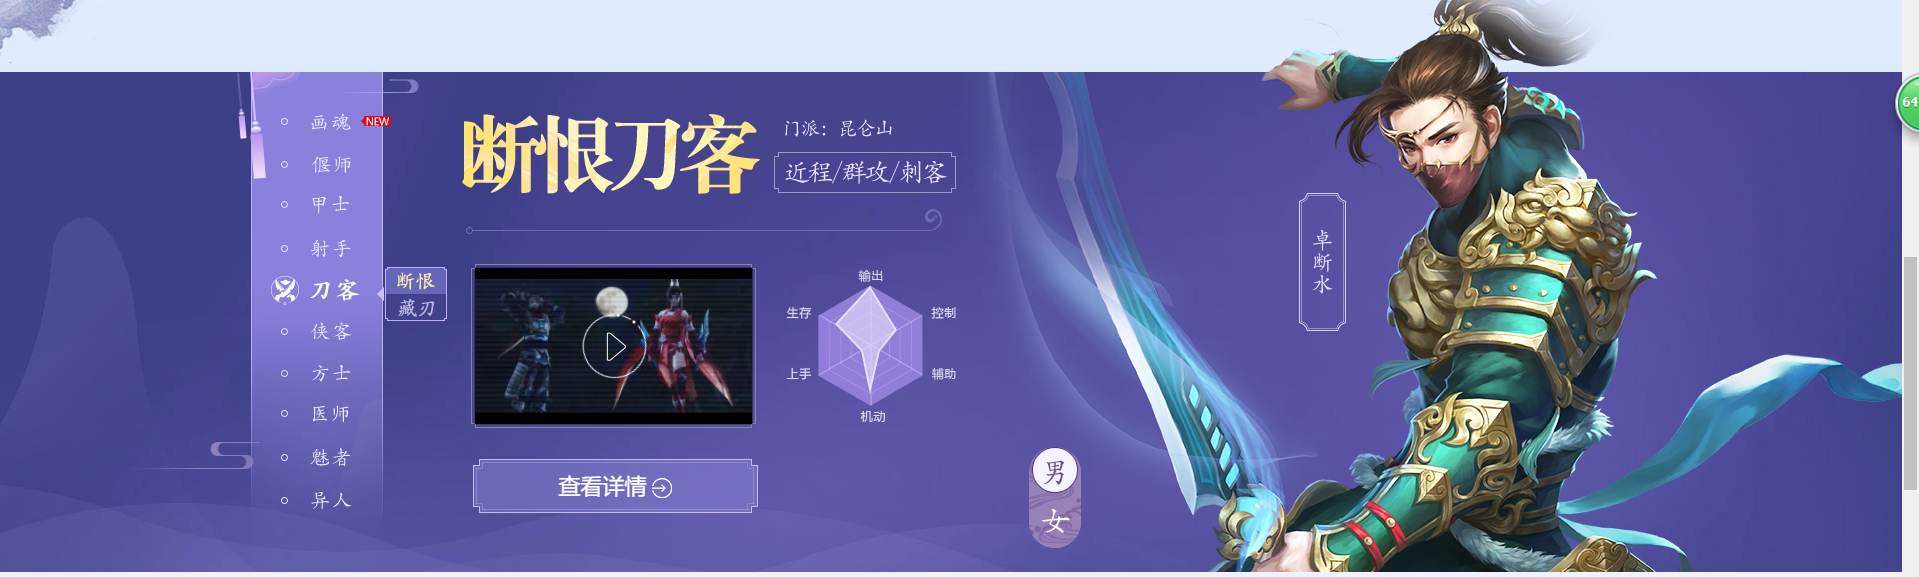 画魂 NEW
偃师
甲士
射手
刀客
侠客
方士
医师
魅者
异人
断恨
藏刃
断恨刀客
门派：昆仑山
近程/群攻/刺客
输出
生存
控制
上手
辅助
机动
查看详情
男
女
卓断水
64